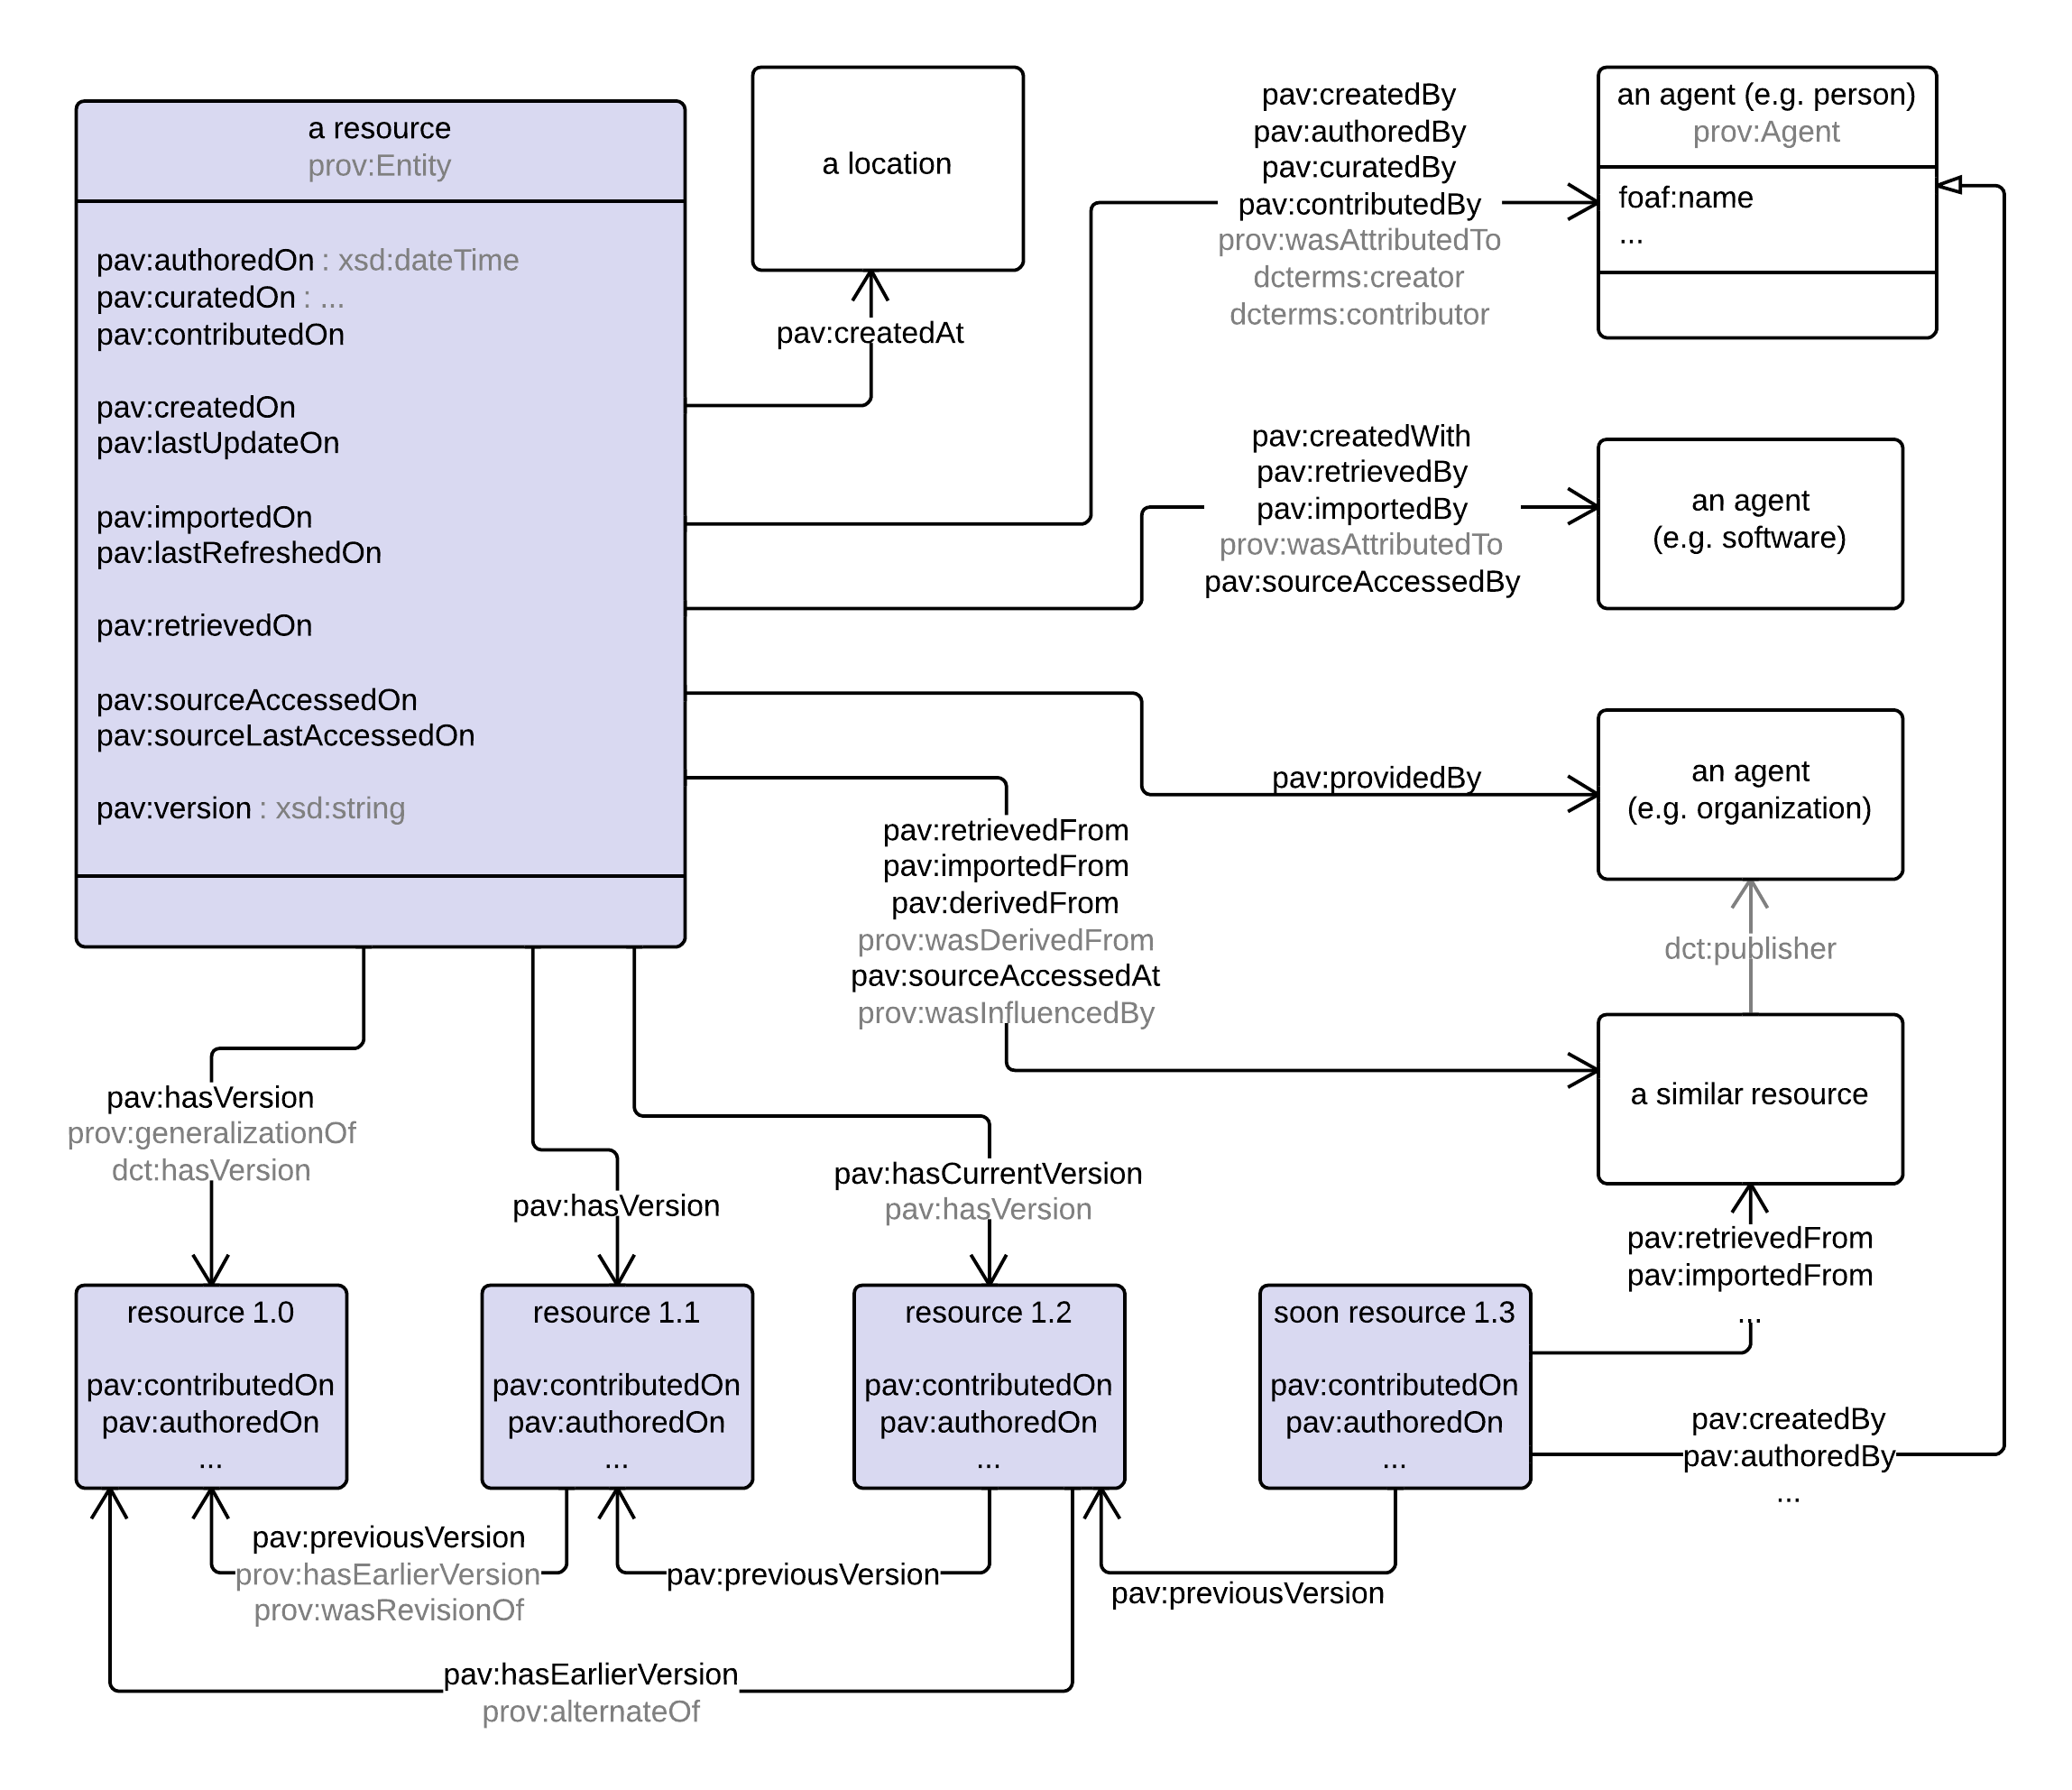 a resource
prov:Entity
pav:authoredOn : xsd:dateTime
pav:curatedOn : ...
pav:contributedOn
pav:createdOn
pav:lastUpdateOn
pav:importedOn
pav:lastRefreshedOn
pav:retrievedOn
pav:sourceAccessedOn
pav:sourceLastAccessedOn
pav:version : xsd:string
a location
pav:createdAt
pav:createdBy
pav:authoredBy
pav:curatedBy
pav:contributedBy
prov:wasAttributedTo
dcterms:creator
dcterms:contributor
an agent (e.g. person)
prov:Agent
foaf:name
...
pav:createdWith
pav:retrievedBy
pav:importedBy
prov:wasAttributedTo
pav:sourceAccessedBy
an agent
(e.g. software)
pav:providedBy
an agent
(e.g. organization)
pav:retrievedFrom
pav:importedFrom
pav:derivedFrom
prov:wasDerivedFrom
pav:sourceAccessedAt
prov:wasInfluencedBy
dct:publisher
a similar resource
pav:hasVersion
prov:generalizationOf
dct:hasVersion
pav:hasVersion
pav:hasCurrentVersion
pav:hasVersion
pav:retrievedFrom
pav:importedFrom
...
resource 1.0
pav:contributedOn
pav:authoredOn
...
resource 1.1
pav:contributedOn
pav:authoredOn
...
resource 1.2
pav:contributedOn
pav:authoredOn
...
soon resource 1.3
pav:contributedOn
pav:authoredOn
...
pav:createdBy
pav:authoredBy
...
pav:previousVersion
prov:hasEarlierVersion
prov:wasRevisionOf
pav:previousVersion
pav:previousVersion
pav:hasEarlierVersion
prov:alternateOf